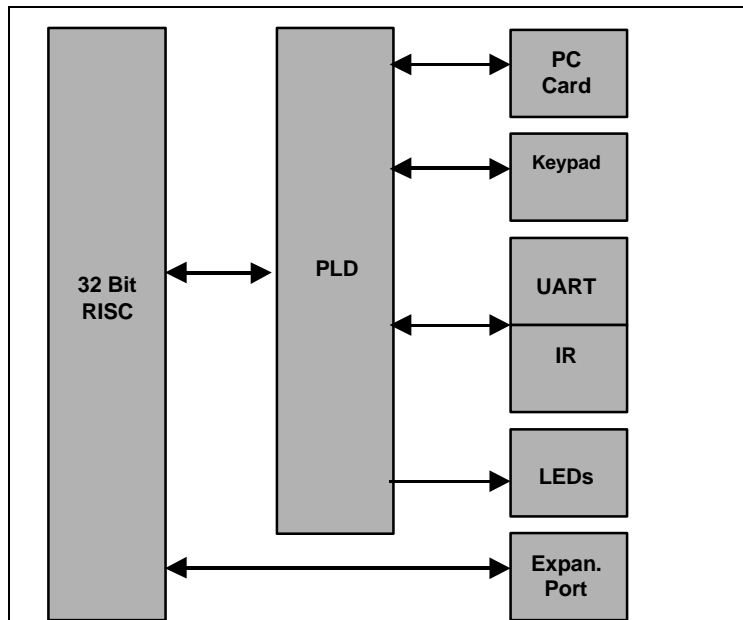 32 Bit
RISC
PLD
PC
Card
Keypad
UART
IR
LEDs
Expan.
Port